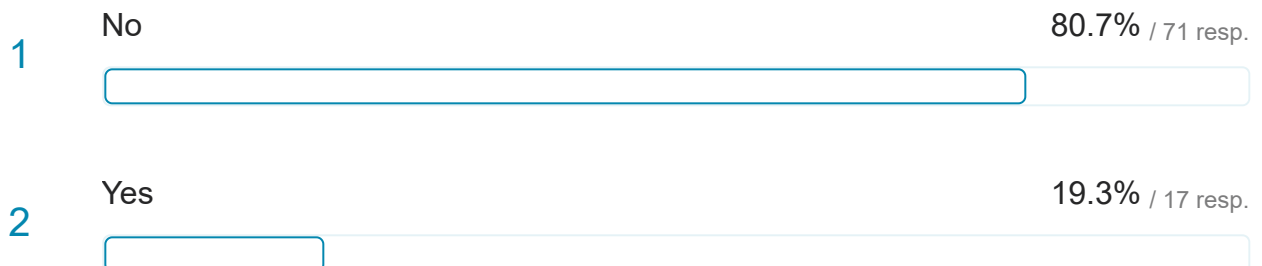 1
No 80.7% / 71 resp.
2
Yes 19.3% / 17 resp.